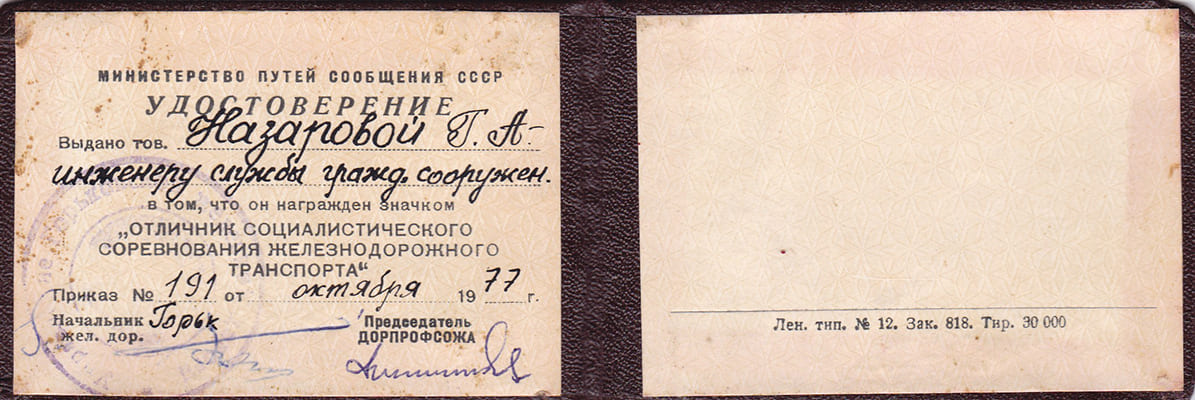 МИНИСТЕРСТВО ПУТЕЙ СООБЩЕНИЯ СССР
УДОСТОВЕРЕНИЕ
Выдано тов. Назаровой Г. А-
инженеру службы гражд. сооружен.
в том, что он награжден значком
„ОТЛИЧНИК СОЦИАЛИСТИЧЕСКОГО
СОРЕВНОВАНИЯ ЖЕЛЕЗНОДОРОЖНОГО
ТРАНСПОРТА“
Приказ № 191 от октября 1977 г.
Начальник Горьк Председатель
жел. дор. ДОРПРОФСОЖА
Лен. тип. № 12. Зак. 818. Тир. 30 000